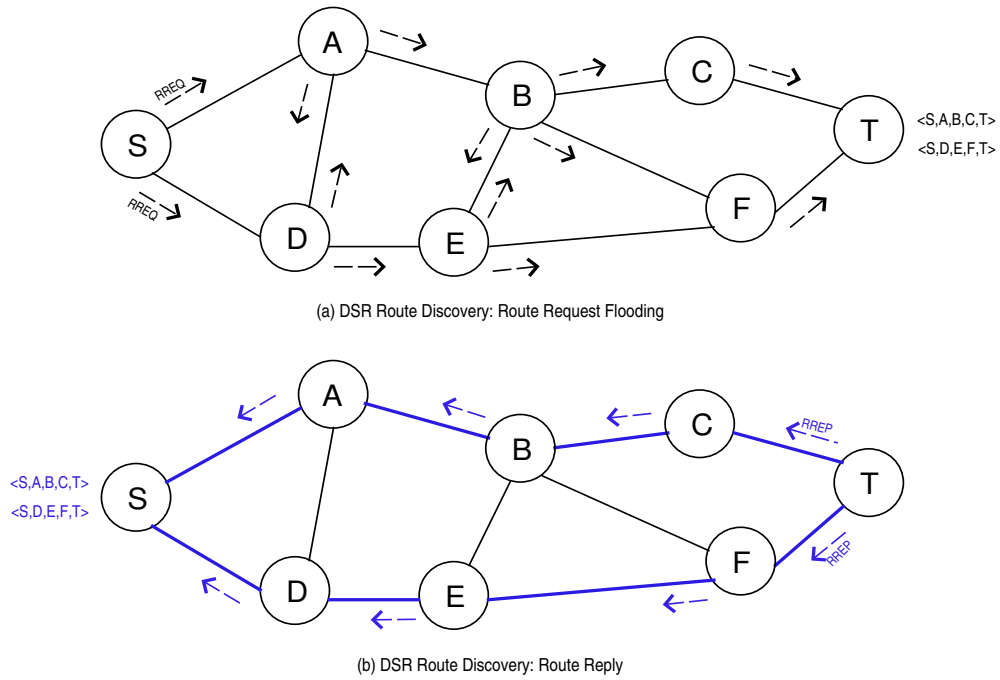 A
C
B
RREQ
S
T
<S,A,B,C,T>
<S,D,E,F,T>
RREQ
F
D
E
(a) DSR Route Discovery: Route Request Flooding
A
C
RREP
B
<S,A,B,C,T>
S
T
<S,D,E,F,T>
RREP
F
D
E
(b) DSR Route Discovery: Route Reply